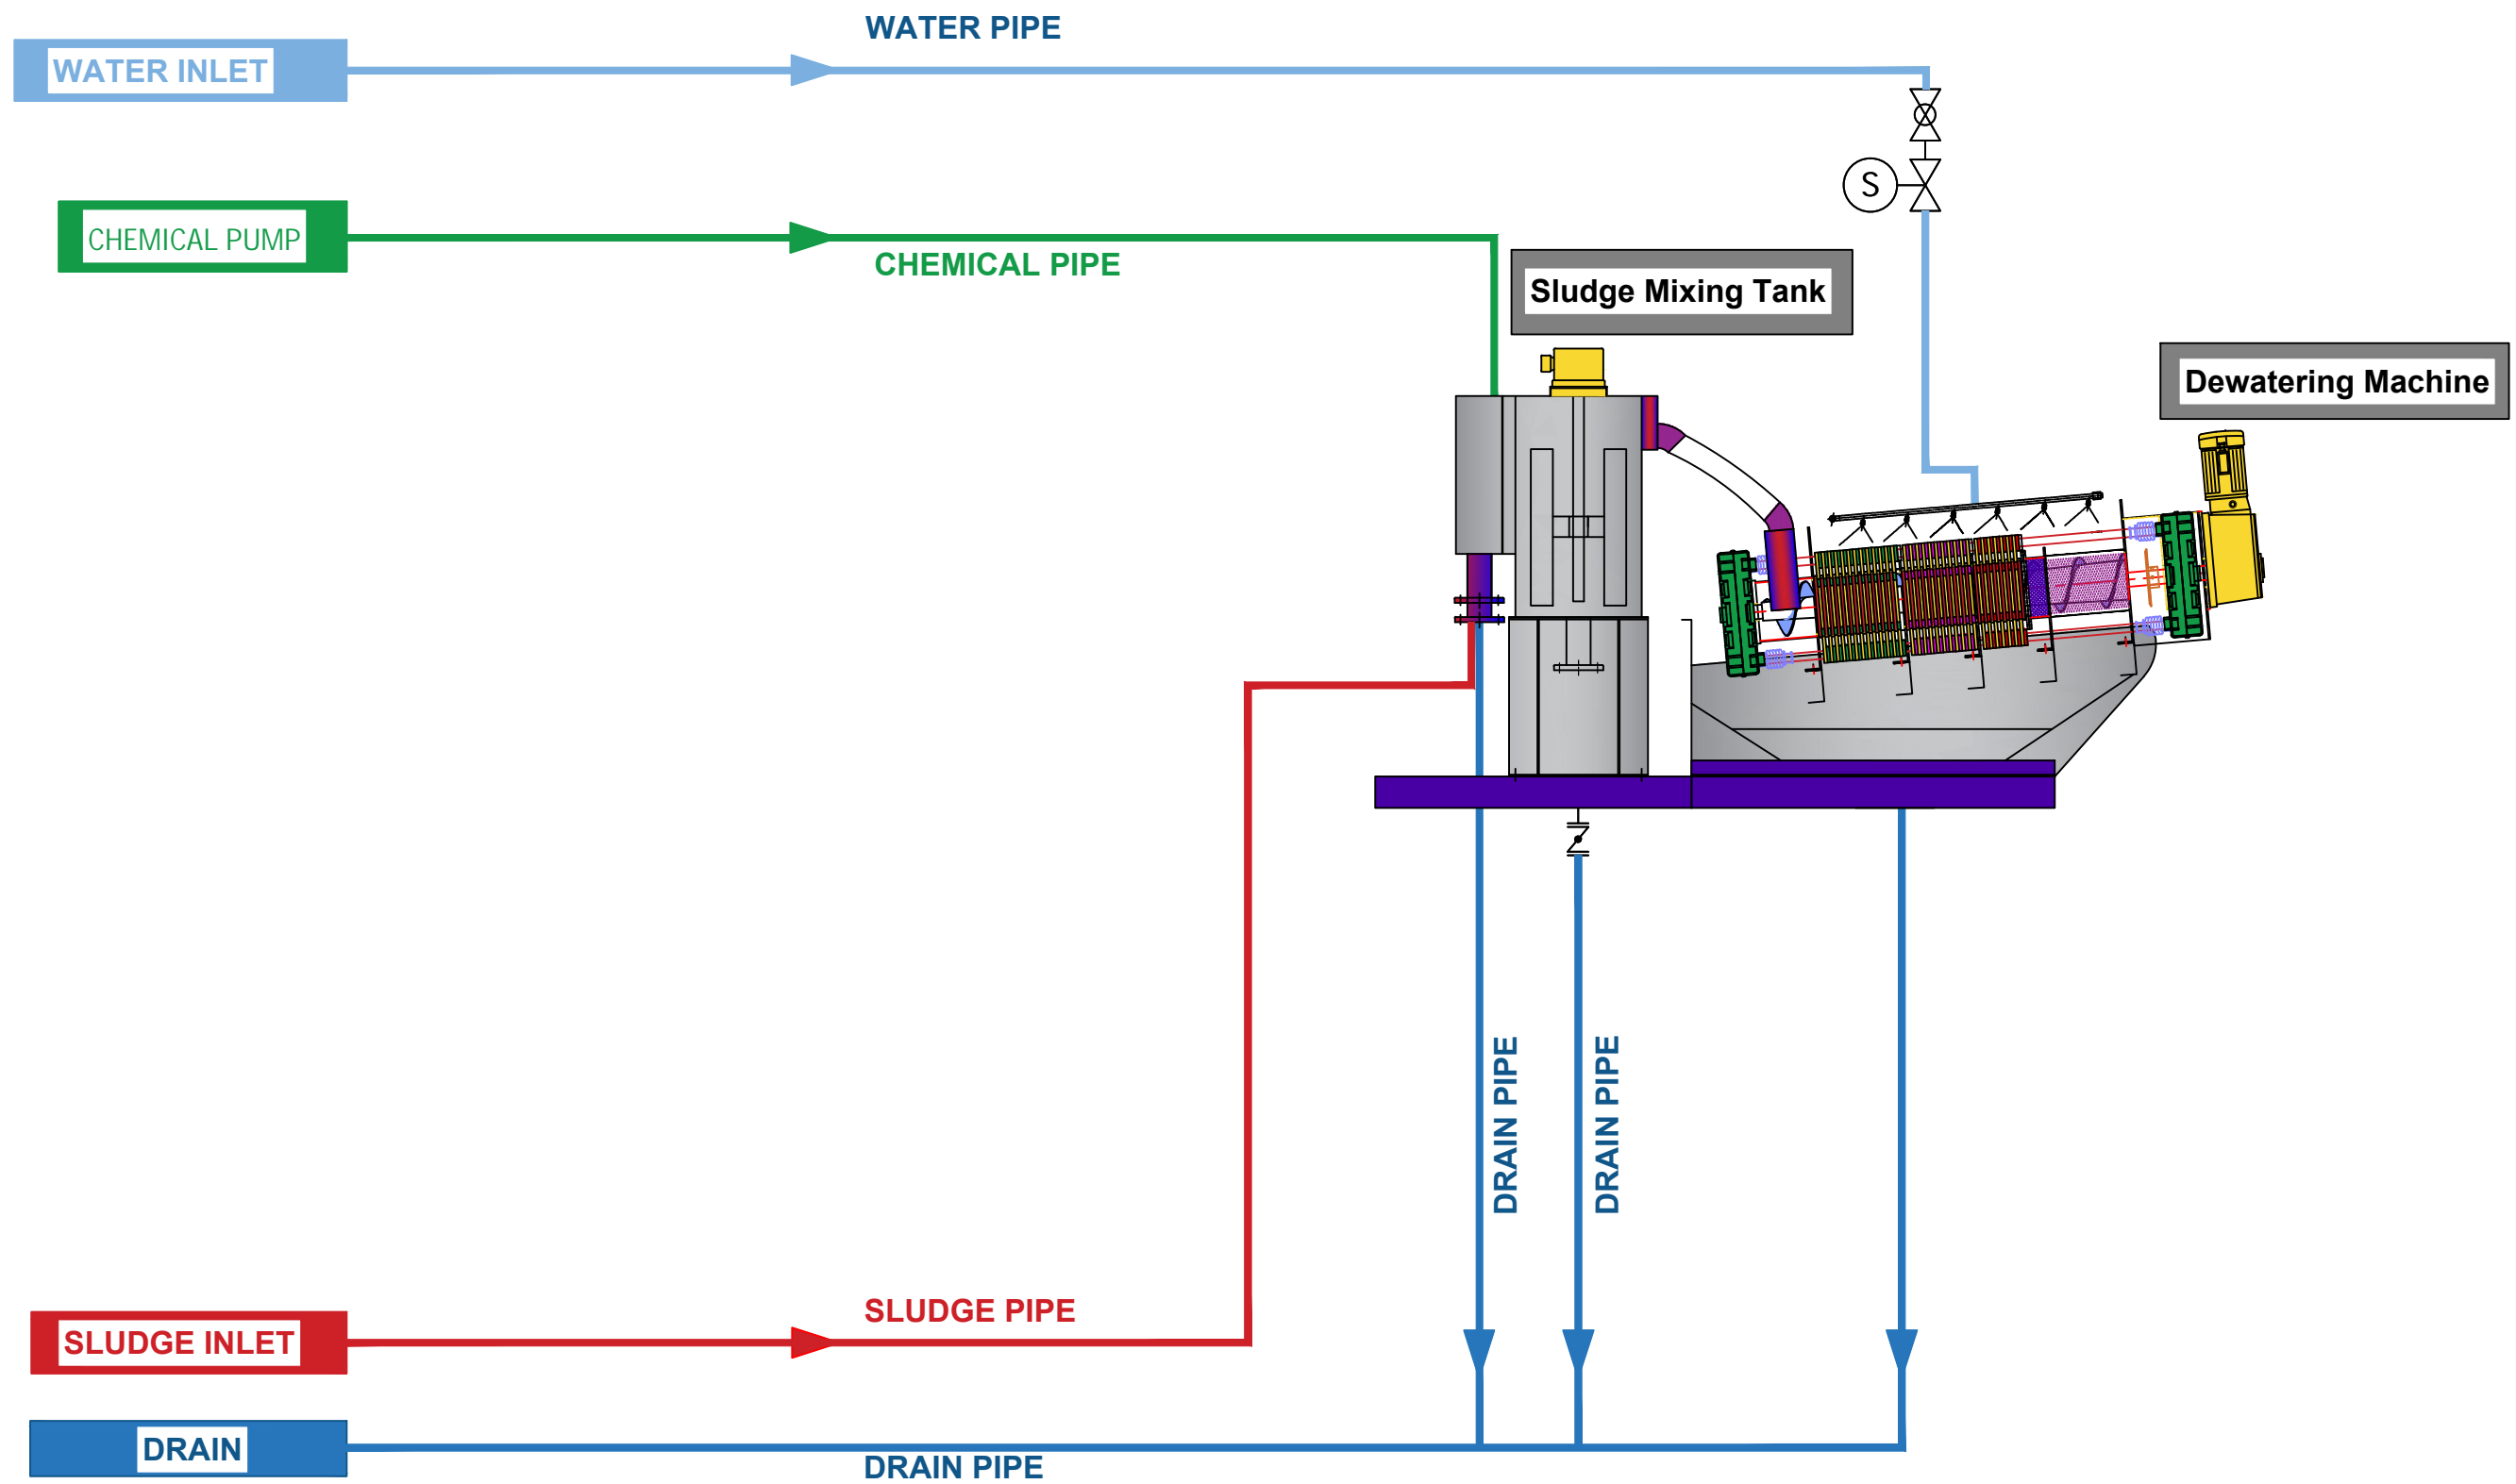 WATER PIPE
WATER INLET
S
CHEMICAL PUMP
CHEMICAL PIPE
Sludge Mixing Tank
Dewatering Machine
DRAIN PIPE
DRAIN PIPE
SLUDGE PIPE
SLUDGE INLET
DRAIN
DRAIN PIPE